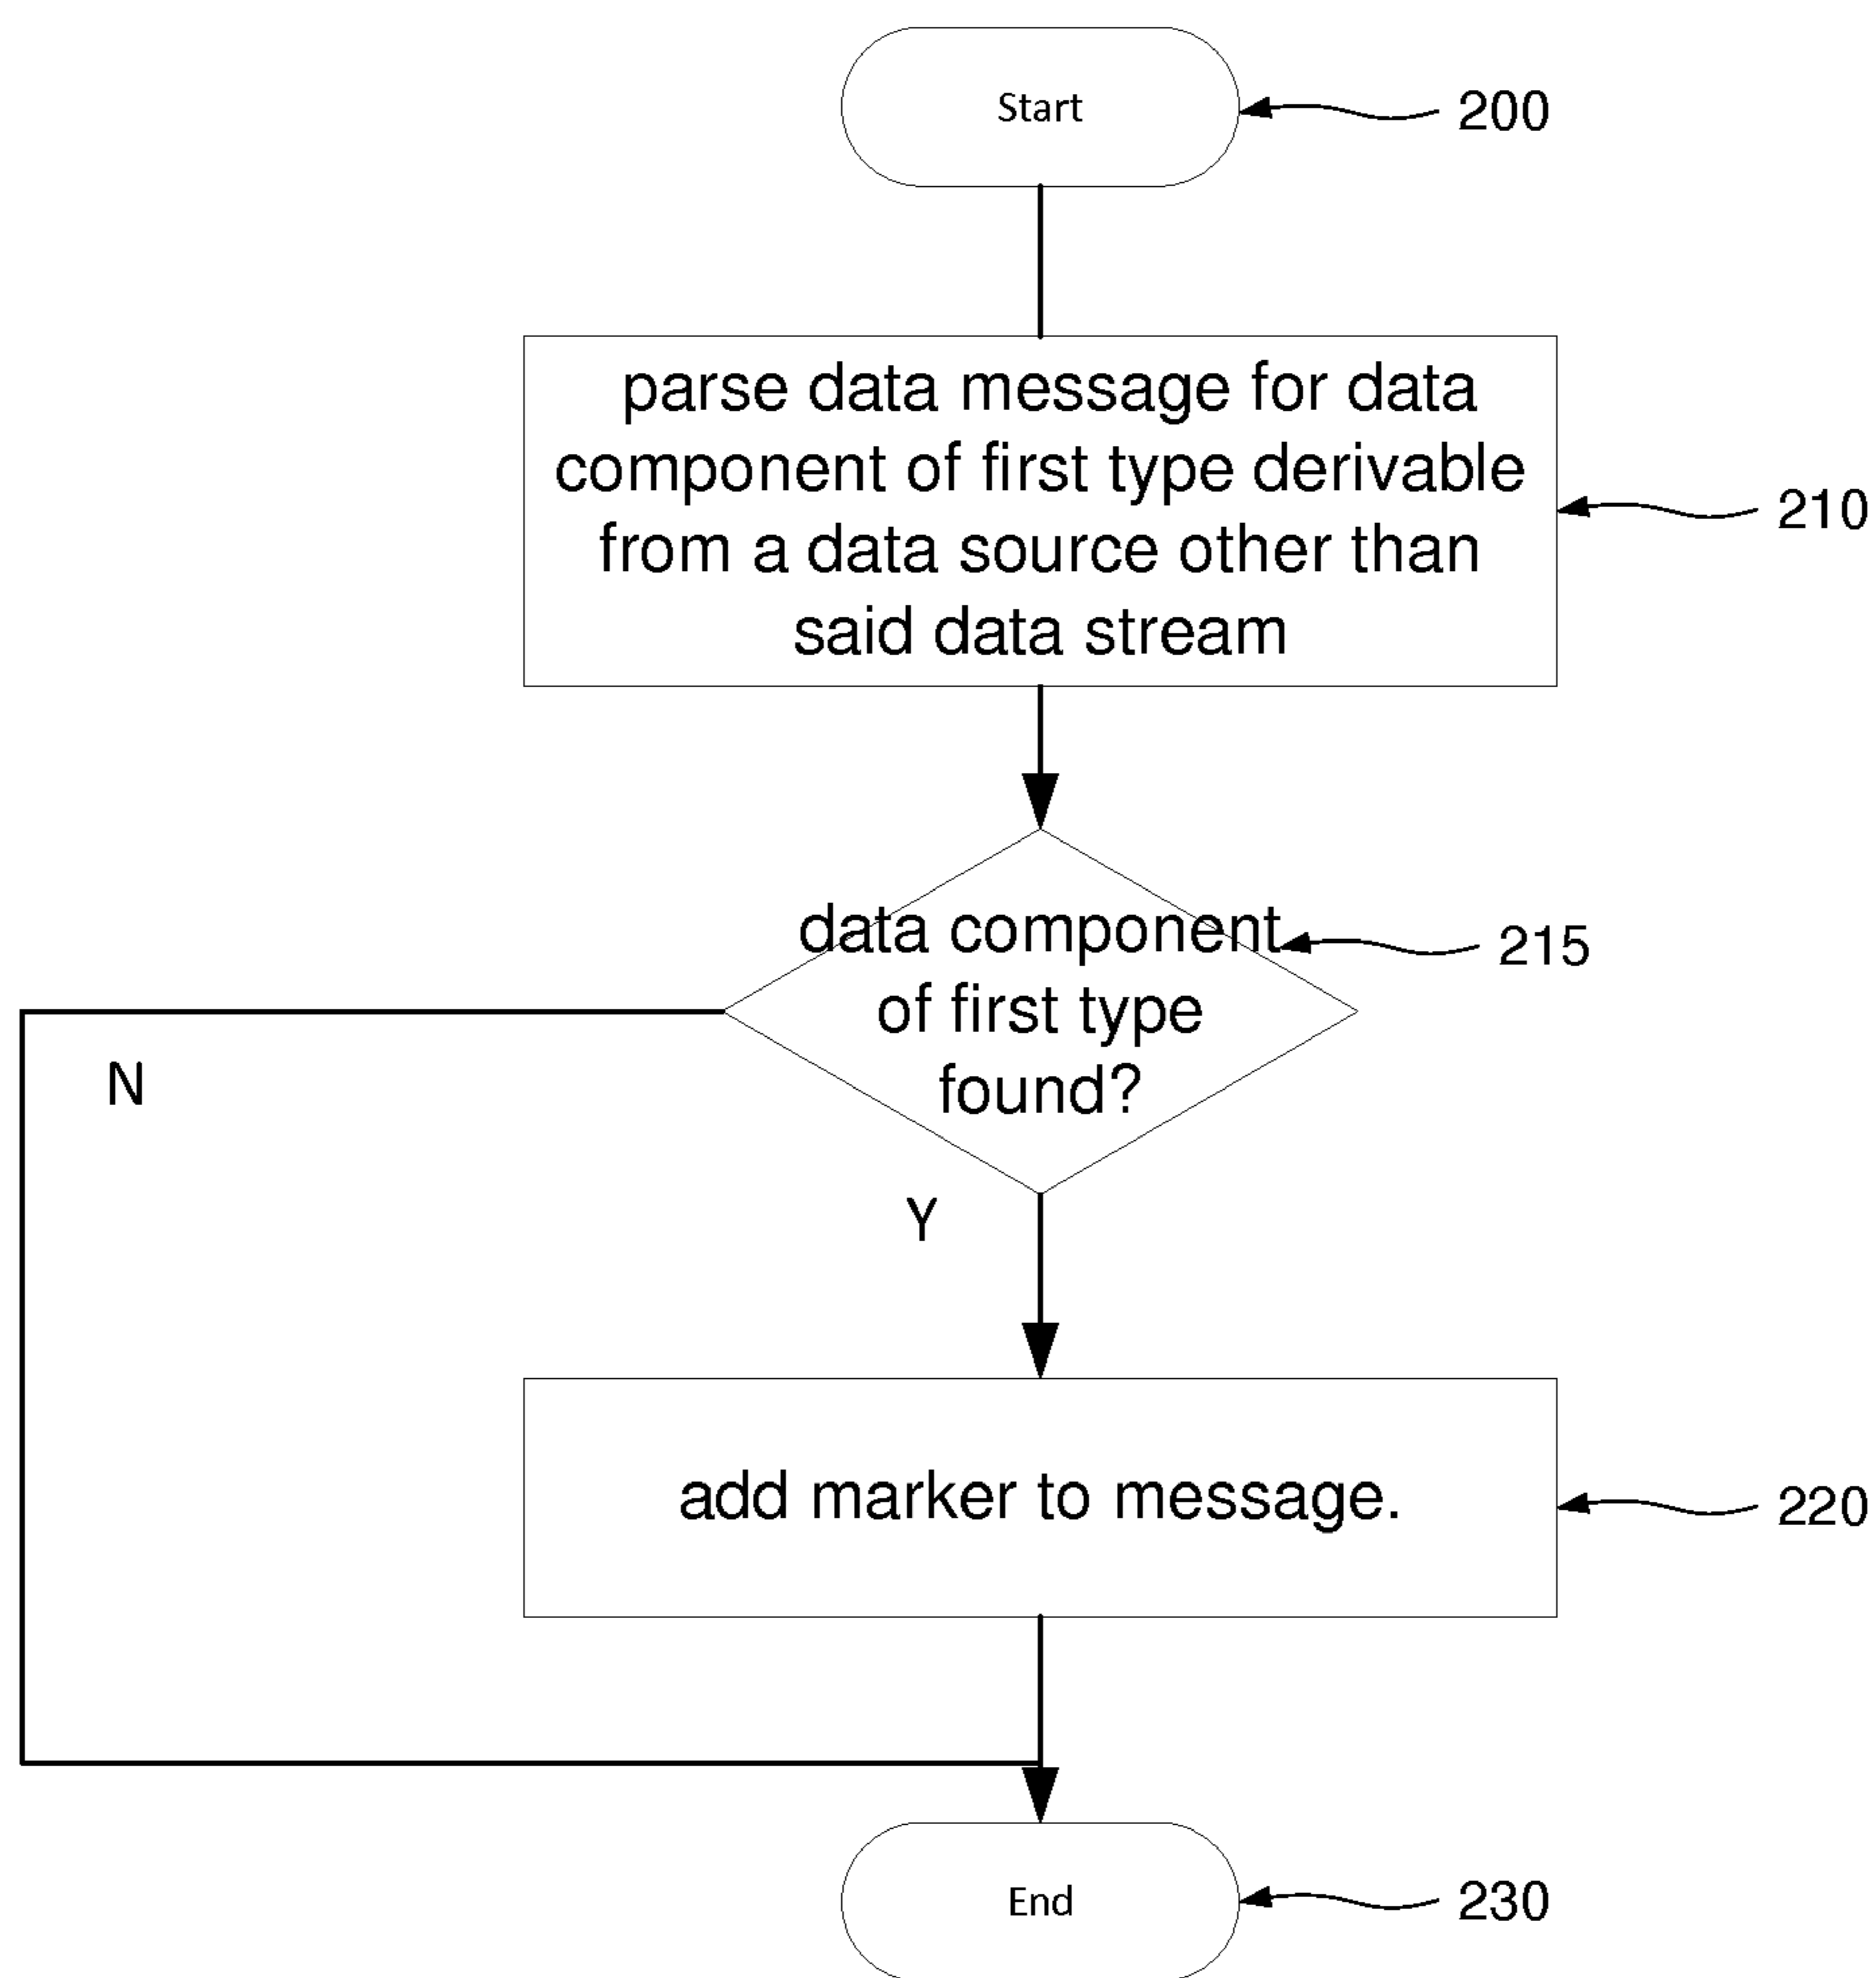 Start
200
parse data message for data
component of first type derivable
from a data source other than
said data stream
210
data component
of first type
found?
215
N
Y
add marker to message.
220
End
230